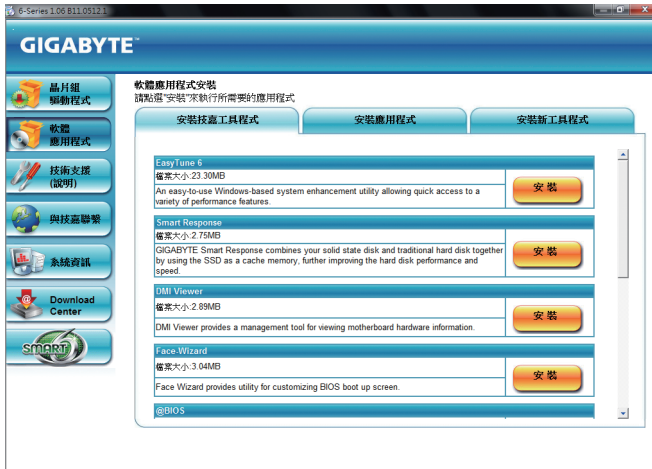 6-Series 1.06 B11.0512.1
GIGABYTE™
晶片組
驅動程式
軟體
應用程式
技術支援
(說明)
與技嘉聯繫
系統資訊
Download
Center
SMART
軟體應用程式安裝
請點選"安裝"來執行所需要的應用程式
安裝技嘉工具程式
安裝應用程式
安裝新工具程式
EasyTune 6
檔案大小:23.30MB
An easy-to-use Windows-based system enhancement utility allowing quick access to a
variety of performance features.
安裝
Smart Response
檔案大小:2.75MB
GIGABYTE Smart Response combines your solid state disk and traditional hard disk together
by using the SSD as a cache memory, further improving the hard disk performance and
speed.
安裝
DMI Viewer
檔案大小:2.89MB
DMI Viewer provides a management tool for viewing motherboard hardware information.
安裝
Face-Wizard
檔案大小:3.04MB
Face Wizard provides utility for customizing BIOS boot up screen.
安裝
@BIOS